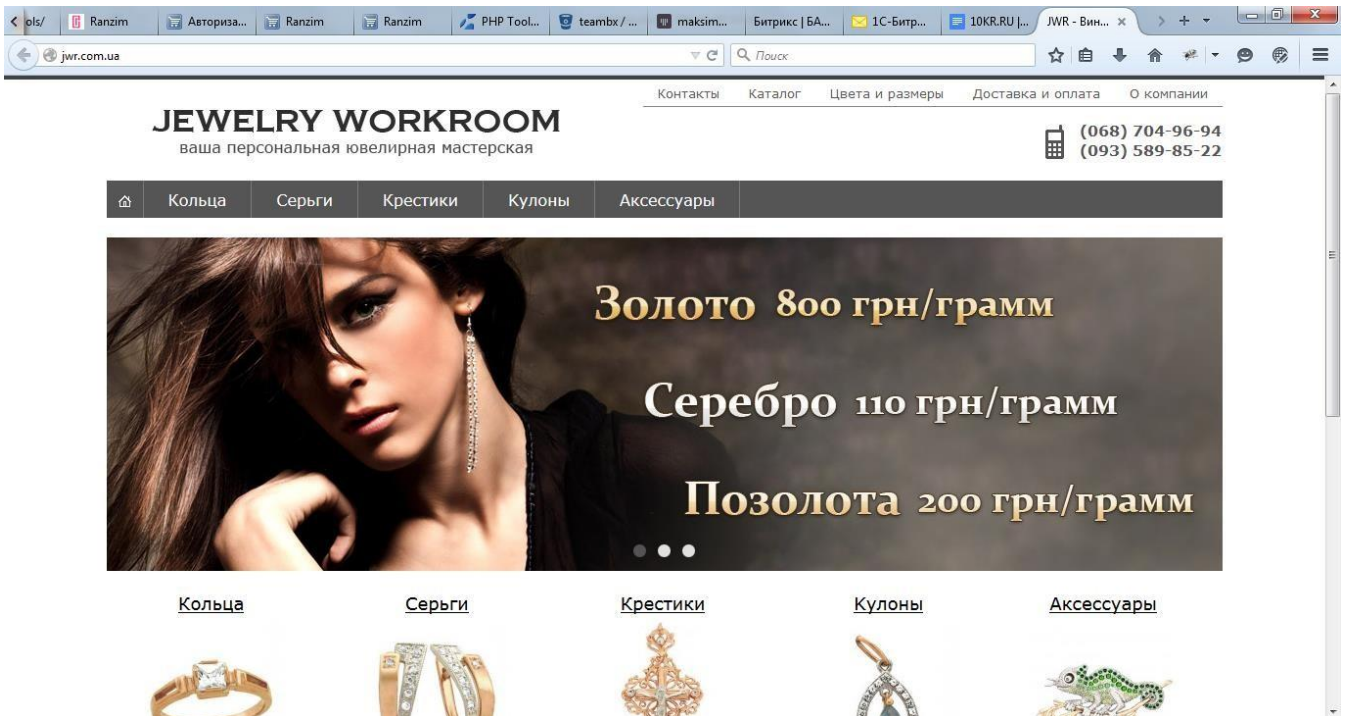 ols/
Ranzim
Авториза...
Ranzim
Ranzim
PHP Tool...
teambx / ...
maksim...
Битрикс | БА...
1С-Битр...
10KR.RU |...
JWR - Вин...
jwr.com.ua
Поиск
Контакты Каталог Цвета и размеры Доставка и оплата О компании
JEWELRY WORKROOM
ваша персональная ювелирная мастерская
(068) 704-96-94
(093) 589-85-22
Кольца Серьги Крестики Кулоны Аксессуары
Золото 800 грн/грамм
Серебро 110 грн/грамм
Позолота 200 грн/грамм
Кольца Серьги Крестики Кулоны Аксессуары